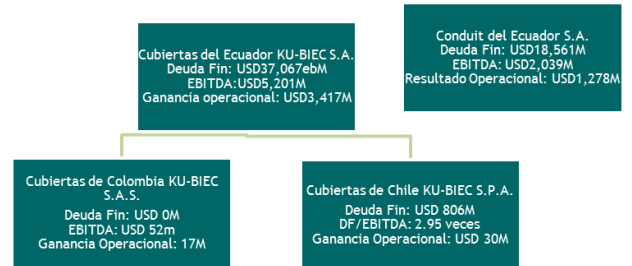 Cubiertas del Ecuador KU-BIEC S.A.
Deuda Fin: USD37,067ebM
EBITDA:USD5,201M
Ganancia operacional: USD3,417M
Conduit del Ecuador S.A.
Deuda Fin: USD18,561M
EBITDA: USD2,039M
Resultado Operacional: USD1,278M
Cubiertas de Colombia KU-BIEC
S.A.S.
Deuda Fin: USD 0M
EBITDA: USD 52m
Ganancia Operacional: 17M
Cubiertas de Chile KU-BIEC S.P.A.
Deuda Fin: USD 806M
DF/EBITDA: 2.95 veces
Ganancia Operacional: USD 30M